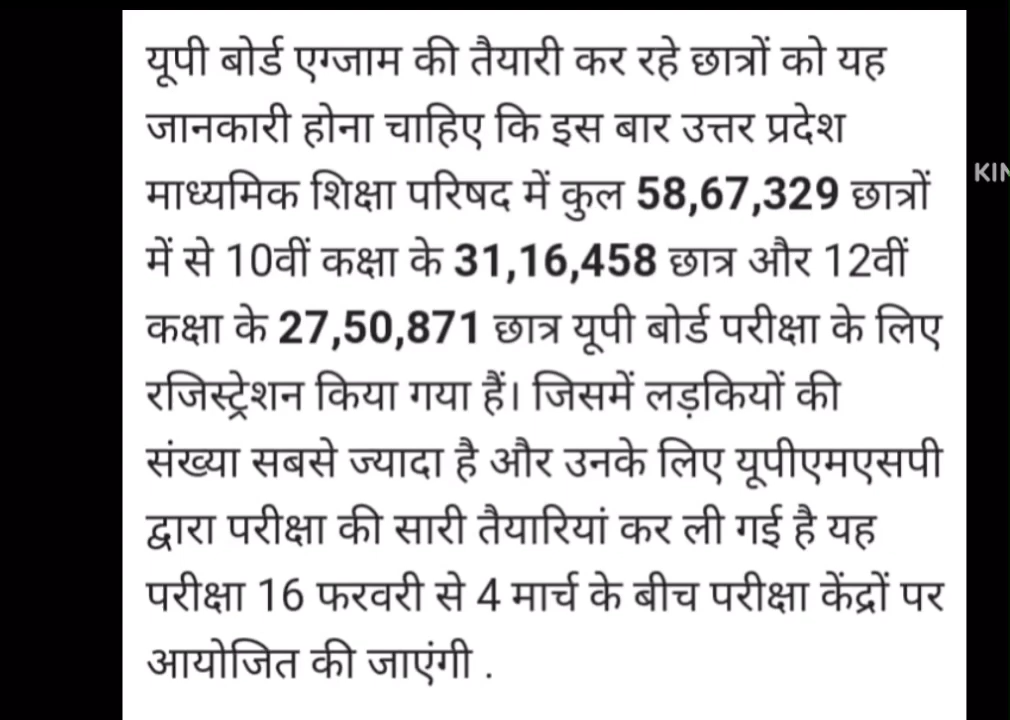 यूपी बोर्ड एग्जाम की तैयारी कर रहे छात्रों को यह
जानकारी होना चाहिए कि इस बार उत्तर प्रदेश
माध्यमिक शिक्षा परिषद में कुल 58,67,329 छात्रों
में से 10वीं कक्षा के 31,16,458 छात्र और 12वीं
कक्षा के 27,50,871 छात्र यूपी बोर्ड परीक्षा के लिए
रजिस्ट्रेशन किया गया हैं। जिसमें लड़कियों की
संख्या सबसे ज्यादा है और उनके लिए यूपीएमएसपी
द्वारा परीक्षा की सारी तैयारियां कर ली गई है यह
परीक्षा 16 फरवरी से 4 मार्च के बीच परीक्षा केंद्रों पर
आयोजित की जाएंगी .